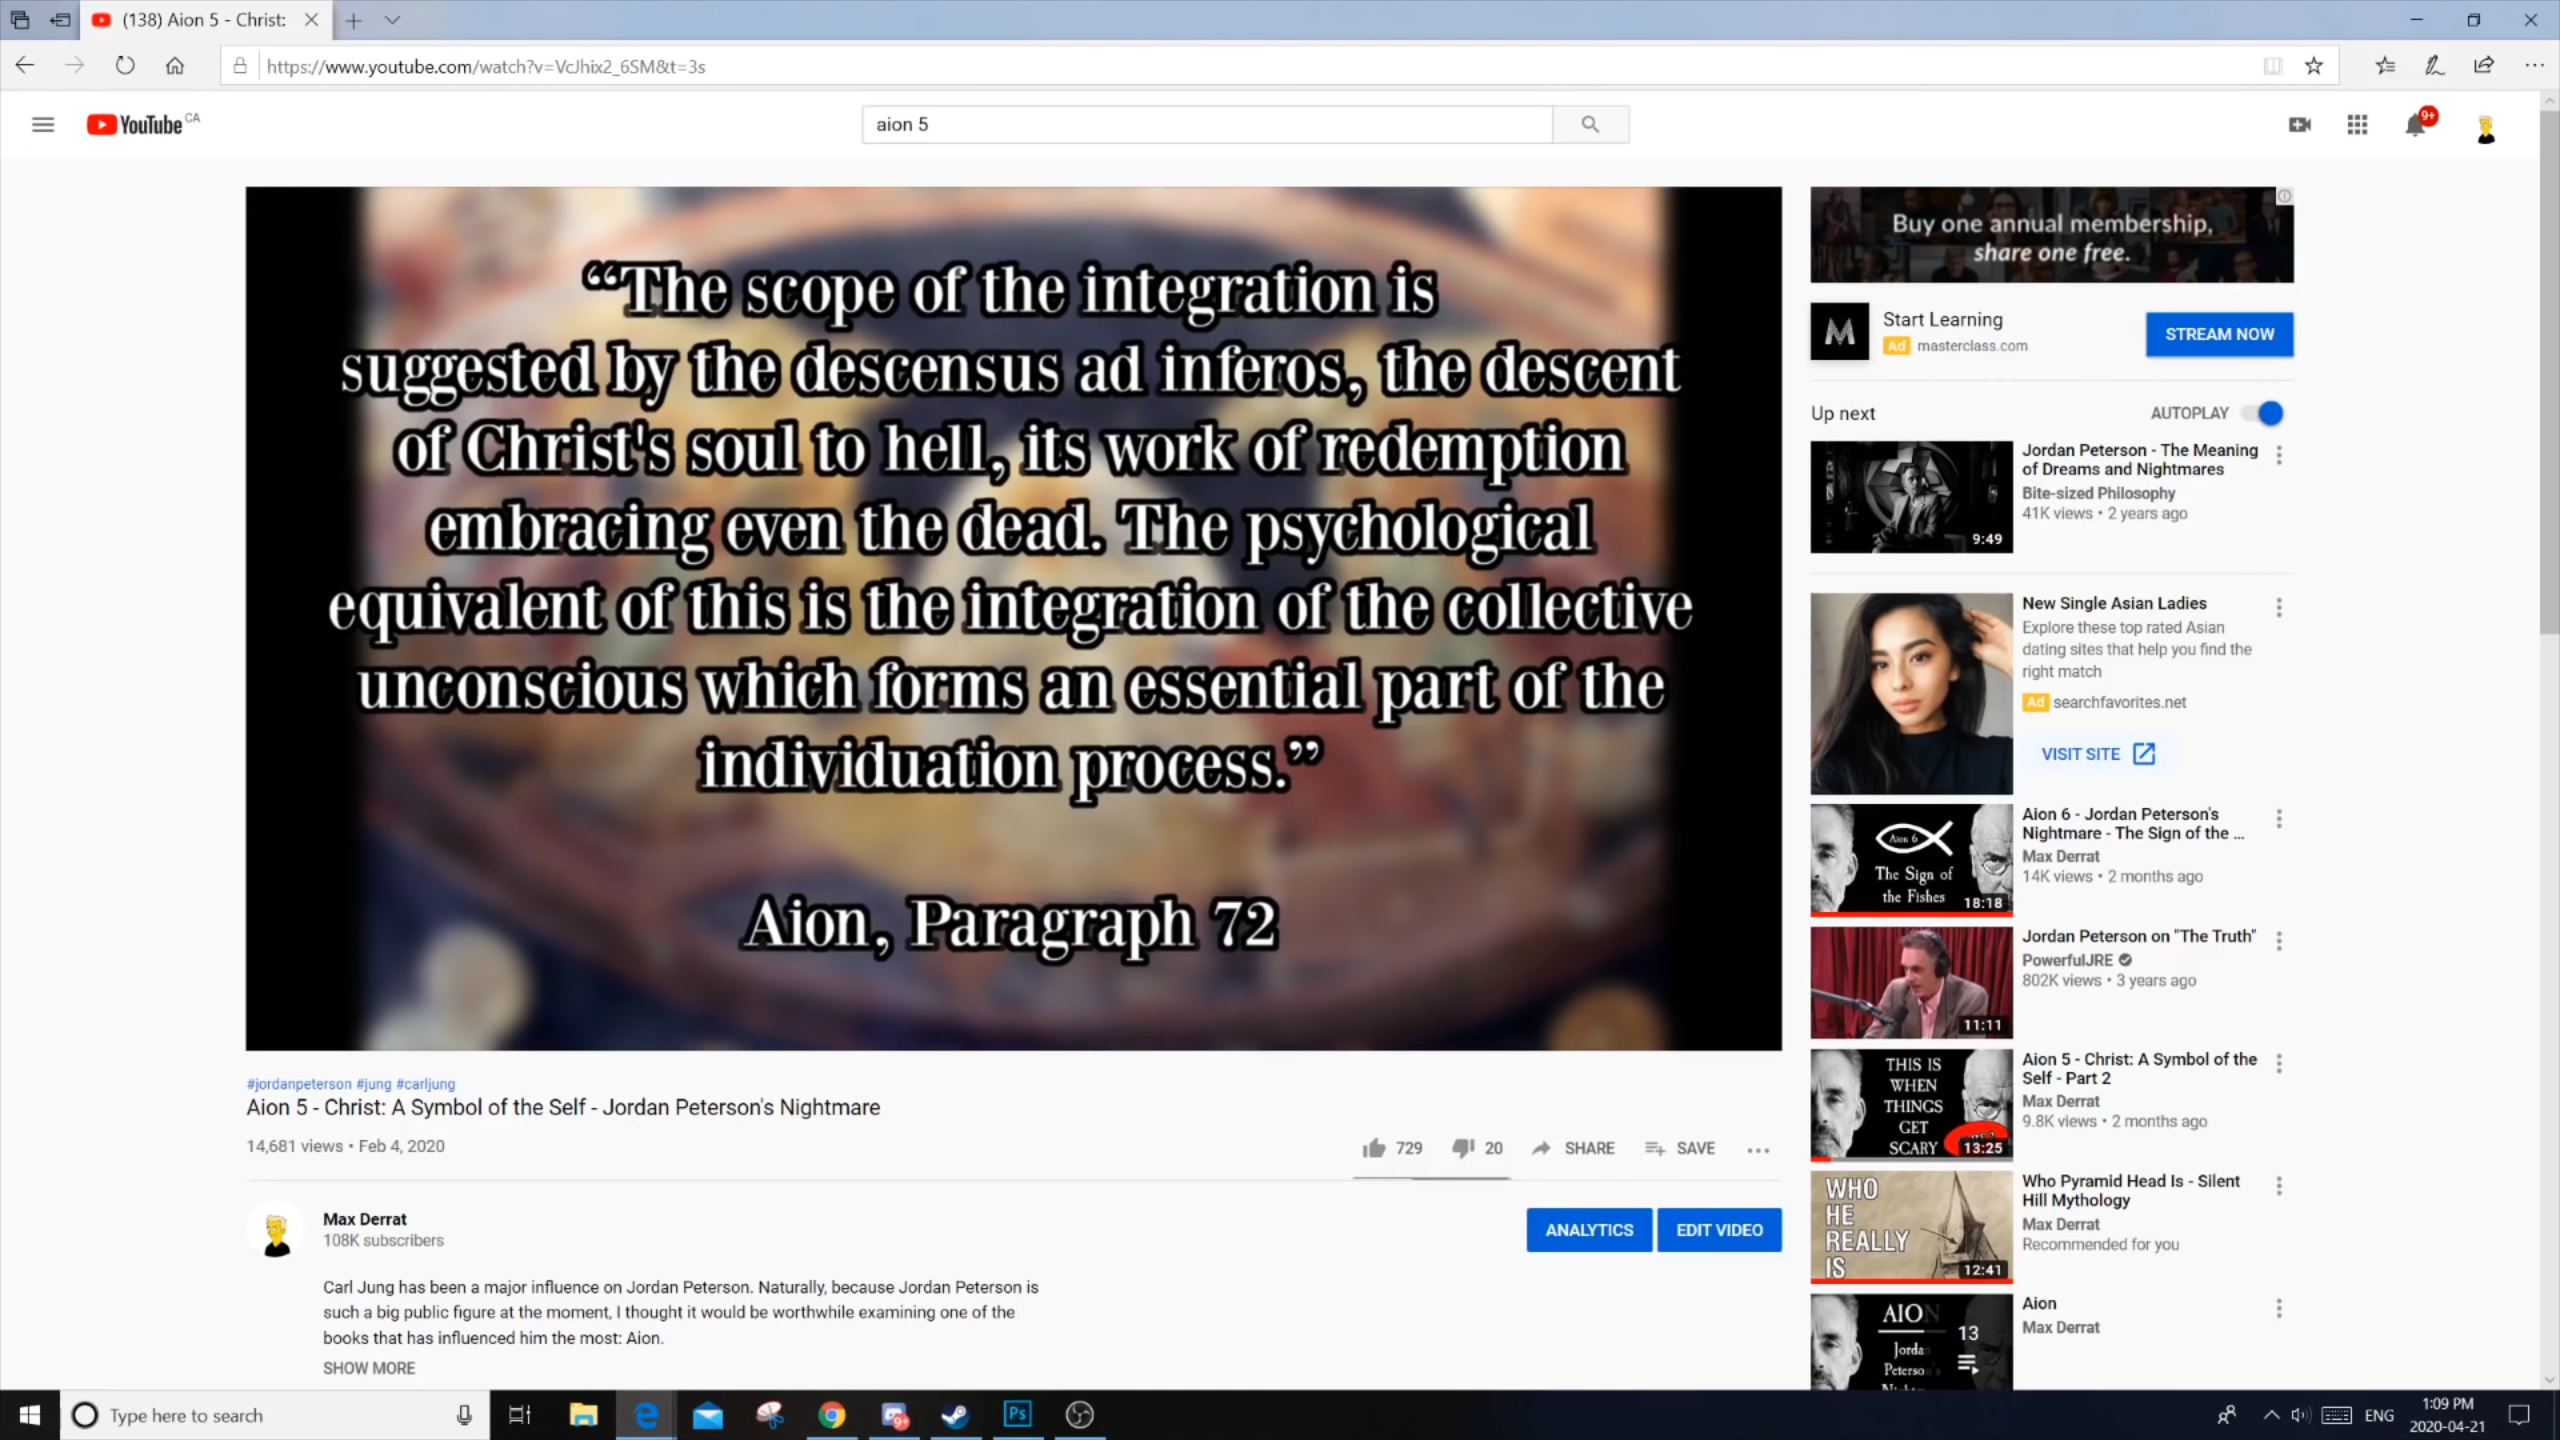 (138) Aion 5 - Christ:
https://www.youtube.com/watch?v=VcJhix2_6SM&t=3s
YouTube CA
aion 5
9+
“The scope of the integration is
suggested by the descensus ad inferos, the descent
of Christ's soul to hell, its work of redemption
embracing even the dead. The psychological
equivalent of this is the integration of the collective
unconscious which forms an essential part of the
individuation process.”
Aion, Paragraph 72
#jordanpeterson #jung #carljung
Aion 5 - Christ: A Symbol of the Self - Jordan Peterson's Nightmare
14,681 views • Feb 4, 2020
729
20
SHARE
SAVE
Max Derrat
108K subscribers
ANALYTICS
EDIT VIDEO
Carl Jung has been a major influence on Jordan Peterson. Naturally, because Jordan Peterson is
such a big public figure at the moment, I thought it would be worthwhile examining one of the
books that has influenced him the most: Aion.
SHOW MORE
Buy one annual membership,
share one free.
M
Start Learning
Ad masterclass.com
STREAM NOW
Up next
AUTOPLAY
9:49
Jordan Peterson - The Meaning
of Dreams and Nightmares
Bite-sized Philosophy
41K views • 2 years ago
New Single Asian Ladies
Explore these top rated Asian
dating sites that help you find the
right match
Ad searchfavorites.net
VISIT SITE
Aion 6
The Sign of
the Fishes
18:18
Aion 6 - Jordan Peterson's
Nightmare - The Sign of the ...
Max Derrat
14K views • 2 months ago
11:11
Jordan Peterson on "The Truth"
PowerfulJRE
802K views • 3 years ago
THIS IS
WHEN
THINGS
GET
SCARY
13:25
Aion 5 - Christ: A Symbol of the
Self - Part 2
Max Derrat
9.8K views • 2 months ago
WHO
HE
REALLY
IS
12:41
Who Pyramid Head Is - Silent
Hill Mythology
Max Derrat
Recommended for you
AION
Jordan
Peterson's
13
Aion
Max Derrat
Type here to search
9+
Ps
ENG
1:09 PM
2020-04-21